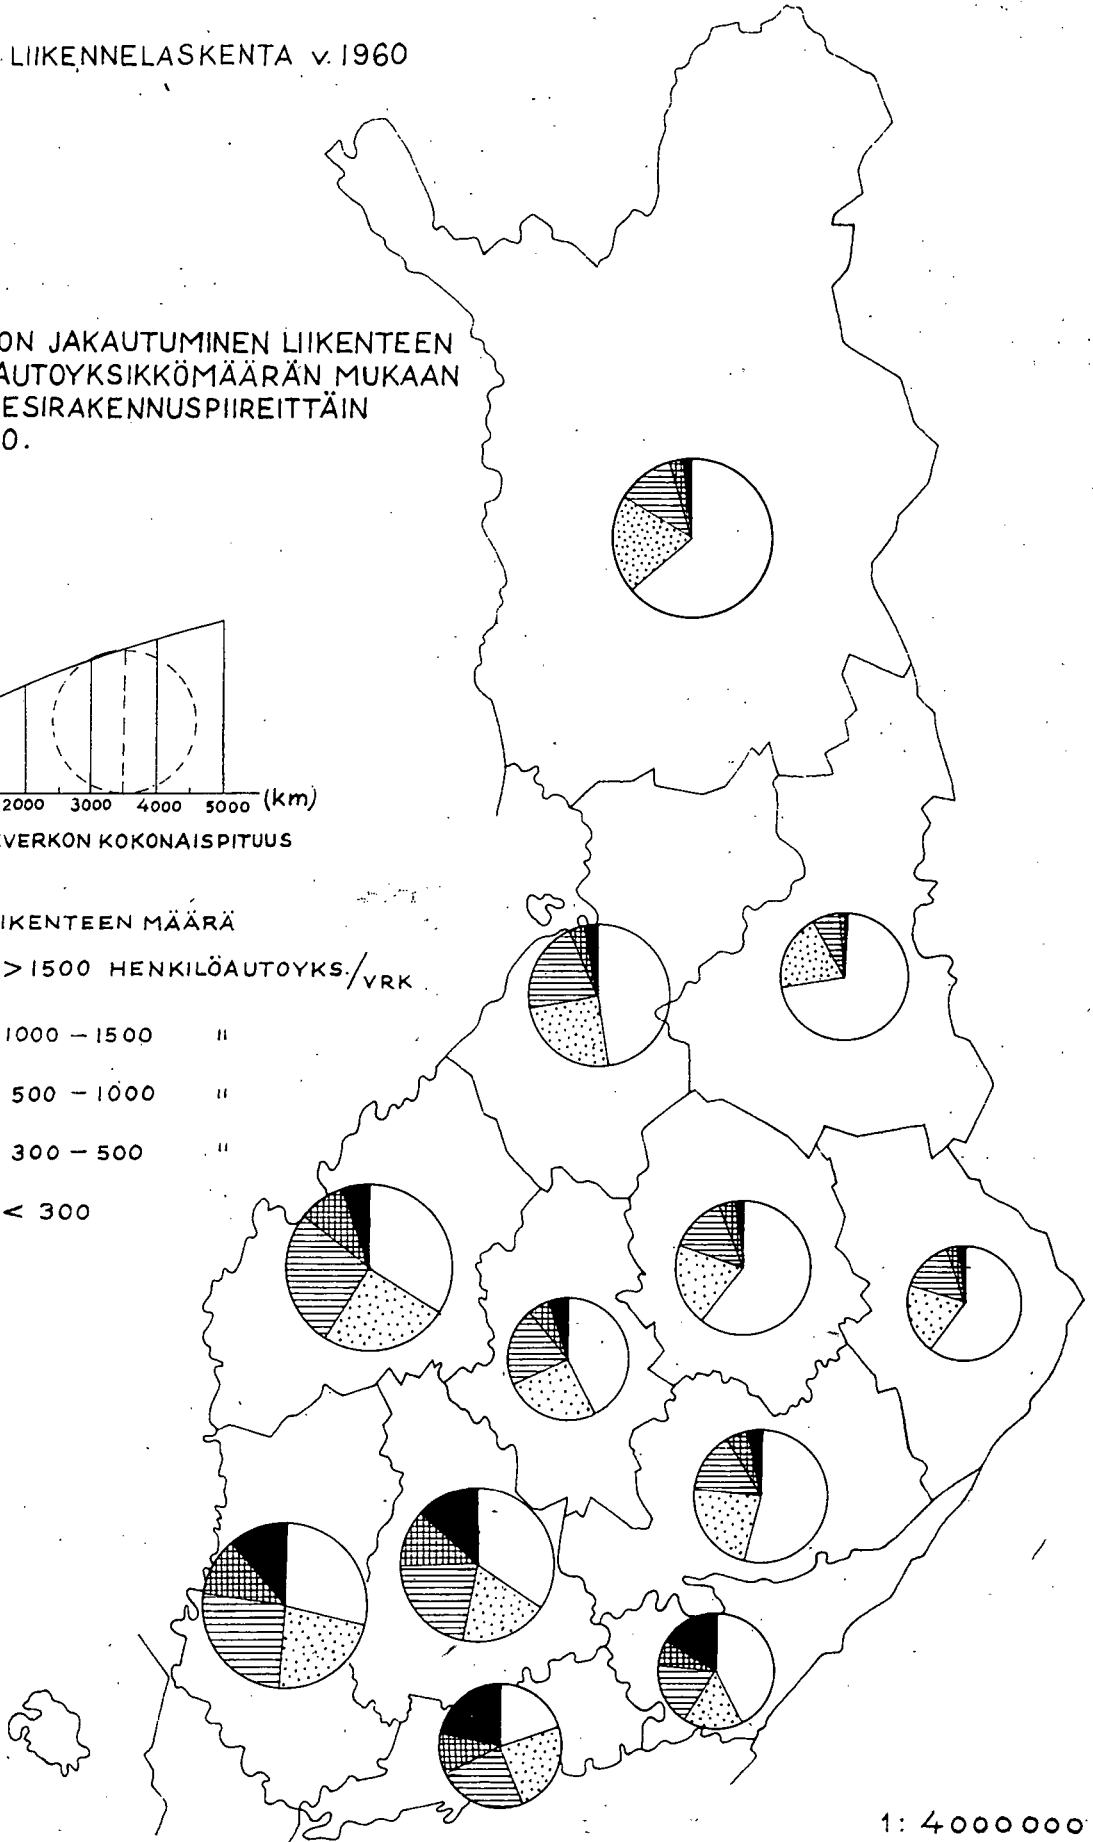 LIIKENNELASKENTA v. 1960
ON JAKAUTUMINEN LIIKENTEEN
AUTOYKSIKKÖMÄÄRÄN MUKAAN
ESIRAKENNUSPIIREITTÄIN
0.
2000 3000 4000 5000 (km)
VERKON KOKONAISPITUUS
IKENTEEN MÄÄRÄ
>1500 HENKILÖAUTOYKS./VRK
1000 - 1500 "
500 - 1000 "
300 - 500 "
< 300
1: 4000000